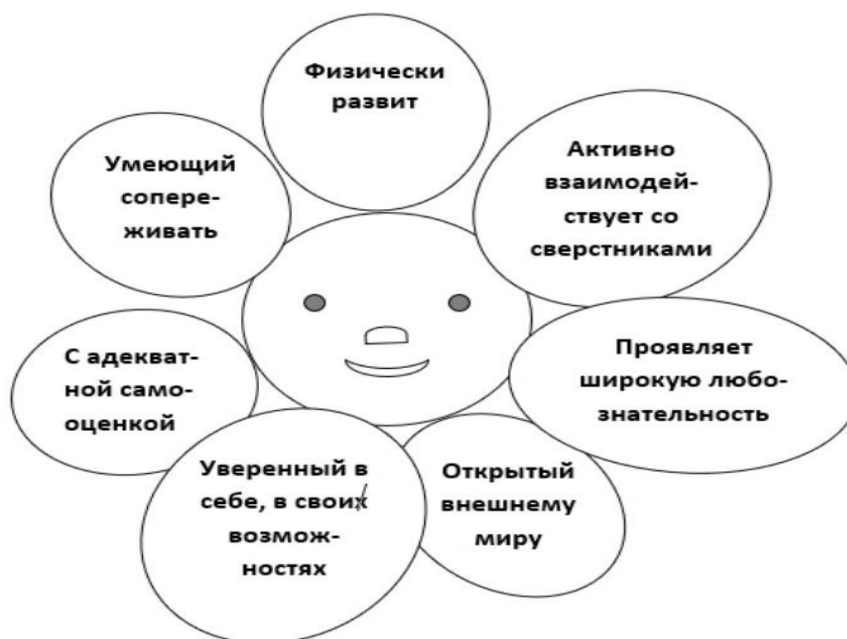 Физически
развит
Активно
взаимодей-
ствует со
сверстниками
Проявляет
широкую любо-
знательность
Открытый
внешнему
миру
Уверенный в
себе, в своих
возмож-
ностях
С адекват-
ной само-
оценкой
Умеющий
сопере-
живать